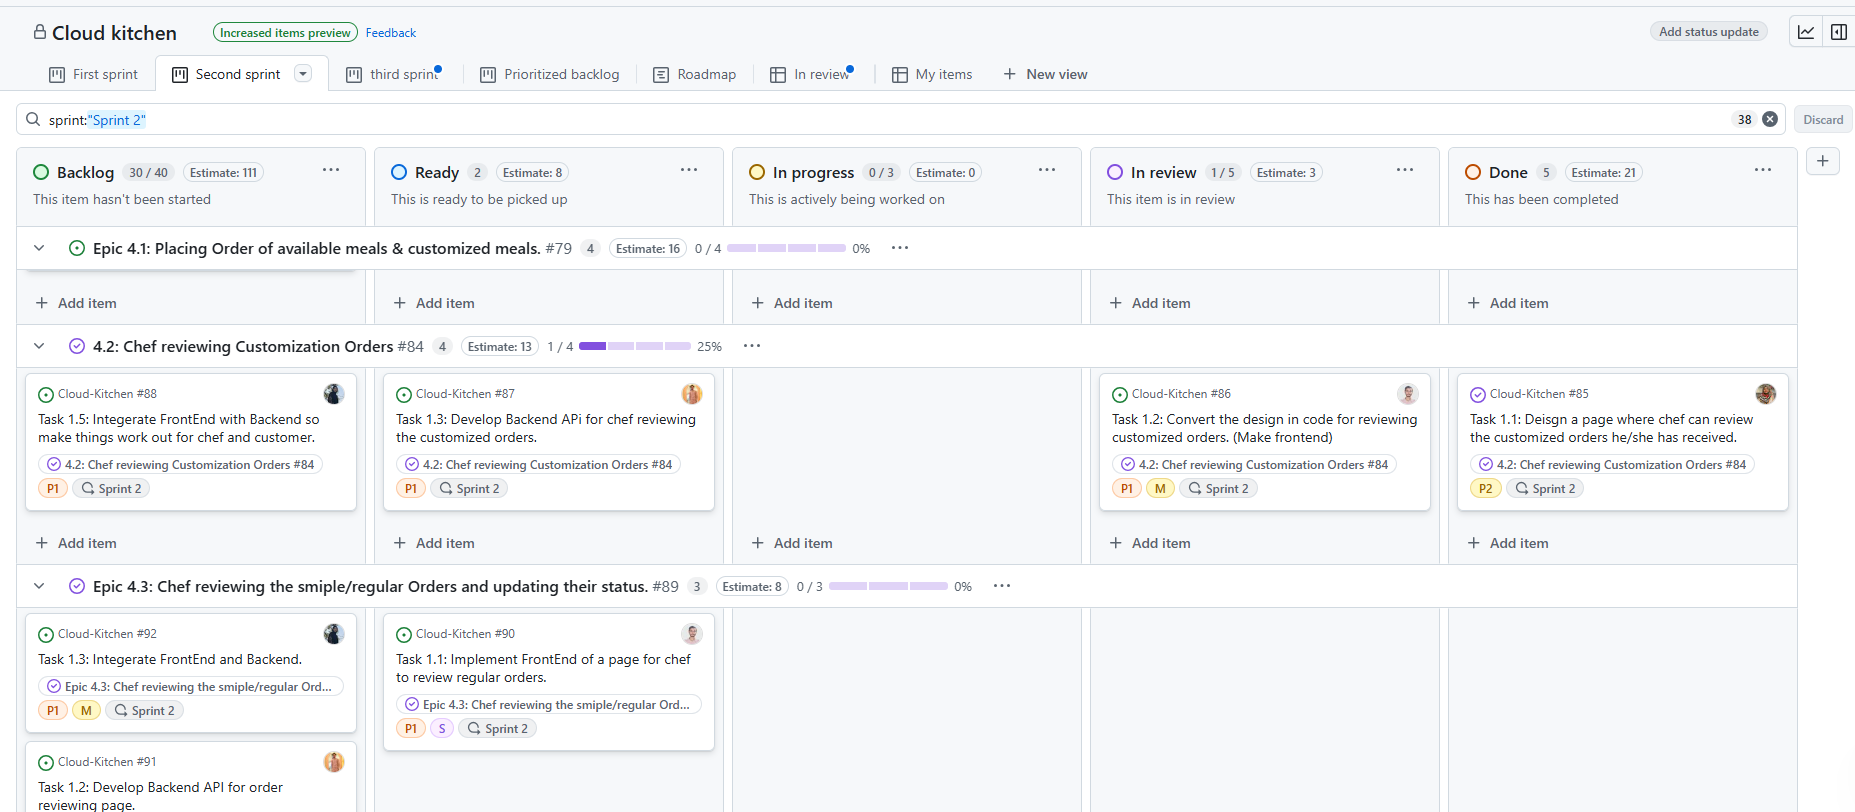 Cloud kitchen
Increased items preview
Feedback
Add status update
First sprint
Second sprint
third sprint
Prioritized backlog
Roadmap
In review
My items
New view
sprint:"Sprint 2"
38
Discard
Backlog 30 / 40 Estimate: 111
This item hasn't been started
Ready 2 Estimate: 8
This is ready to be picked up
In progress 0 / 3 Estimate: 0
This is actively being worked on
In review 1 / 5 Estimate: 3
This item is in review
Done 5 Estimate: 21
This has been completed
Epic 4.1: Placing Order of available meals & customized meals. #79 4 Estimate: 16 0 / 4 0%
Add item
Add item
Add item
Add item
Add item
4.2: Chef reviewing Customization Orders #84 4 Estimate: 13 1 / 4 25%
Cloud-Kitchen #88
Task 1.5: Integerate FrontEnd with Backend so
make things work out for chef and customer.
4.2: Chef reviewing Customization Orders #84
P1 Sprint 2
Cloud-Kitchen #87
Task 1.3: Develop Backend APi for chef reviewing
the customized orders.
4.2: Chef reviewing Customization Orders #84
P1 Sprint 2
Cloud-Kitchen #86
Task 1.2: Convert the design in code for reviewing
customized orders. (Make frontend)
4.2: Chef reviewing Customization Orders #84
P1 M Sprint 2
Cloud-Kitchen #85
Task 1.1: Deisgn a page where chef can review
the customized orders he/she has received.
4.2: Chef reviewing Customization Orders #84
P2 Sprint 2
Add item
Add item
Add item
Add item
Add item
Epic 4.3: Chef reviewing the smiple/regular Orders and updating their status. #89 3 Estimate: 8 0 / 3 0%
Cloud-Kitchen #92
Task 1.3: Integerate FrontEnd and Backend.
Epic 4.3: Chef reviewing the smiple/regular Ord...
P1 M Sprint 2
Cloud-Kitchen #90
Task 1.1: Implement FrontEnd of a page for chef
to review regular orders.
Epic 4.3: Chef reviewing the smiple/regular Ord...
P1 S Sprint 2
Cloud-Kitchen #91
Task 1.2: Develop Backend API for order
reviewing page.